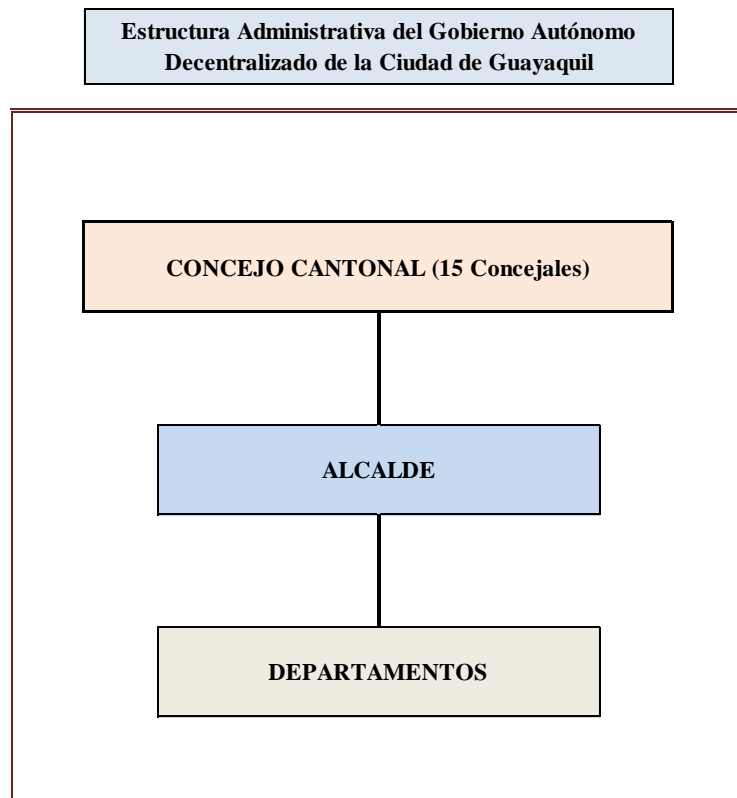 Estructura Administrativa del Gobierno Autónomo
Decentralizado de la Ciudad de Guayaquil
CONCEJO CANTONAL (15 Concejales)
ALCALDE
DEPARTAMENTOS